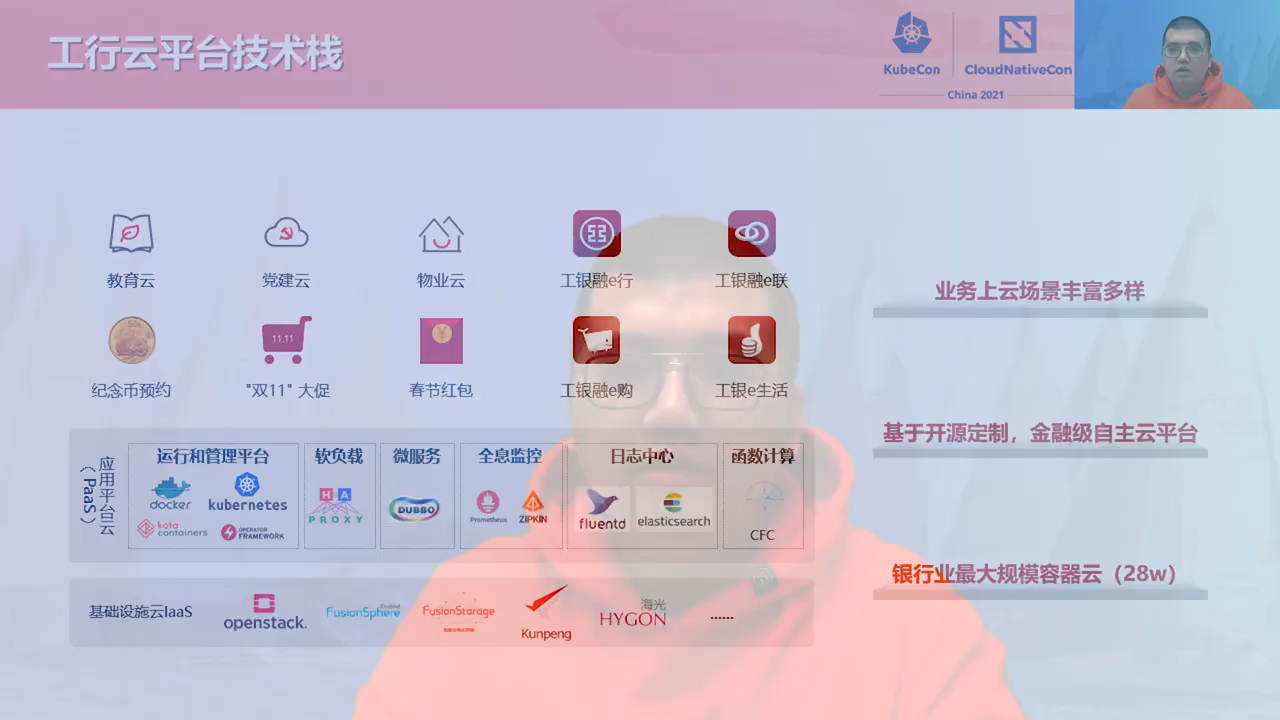 工行云平台技术栈
KubeCon
CloudNativeCon
China 2021
教育云
党建云
物业云
工银融e行
工银融e联
11.11
纪念币预约
"双11" 大促
春节红包
工银融e购
工银e生活
业务上云场景丰富多样
基于开源定制，金融级自主云平台
银行业最大规模容器云（28w）
应用平台云（PaaS）
运行和管理平台
docker
kubernetes
kata containers
OPERATOR FRAMEWORK
软负载
HA PROXY
微服务
DUBBO
全息监控
Prometheus
ZIPKIN
日志中心
fluentd
elasticsearch
函数计算
CFC
基础设施云IaaS
openstack.
FusionSphere
FusionStorage
Kunpeng
海光
HYGON
......